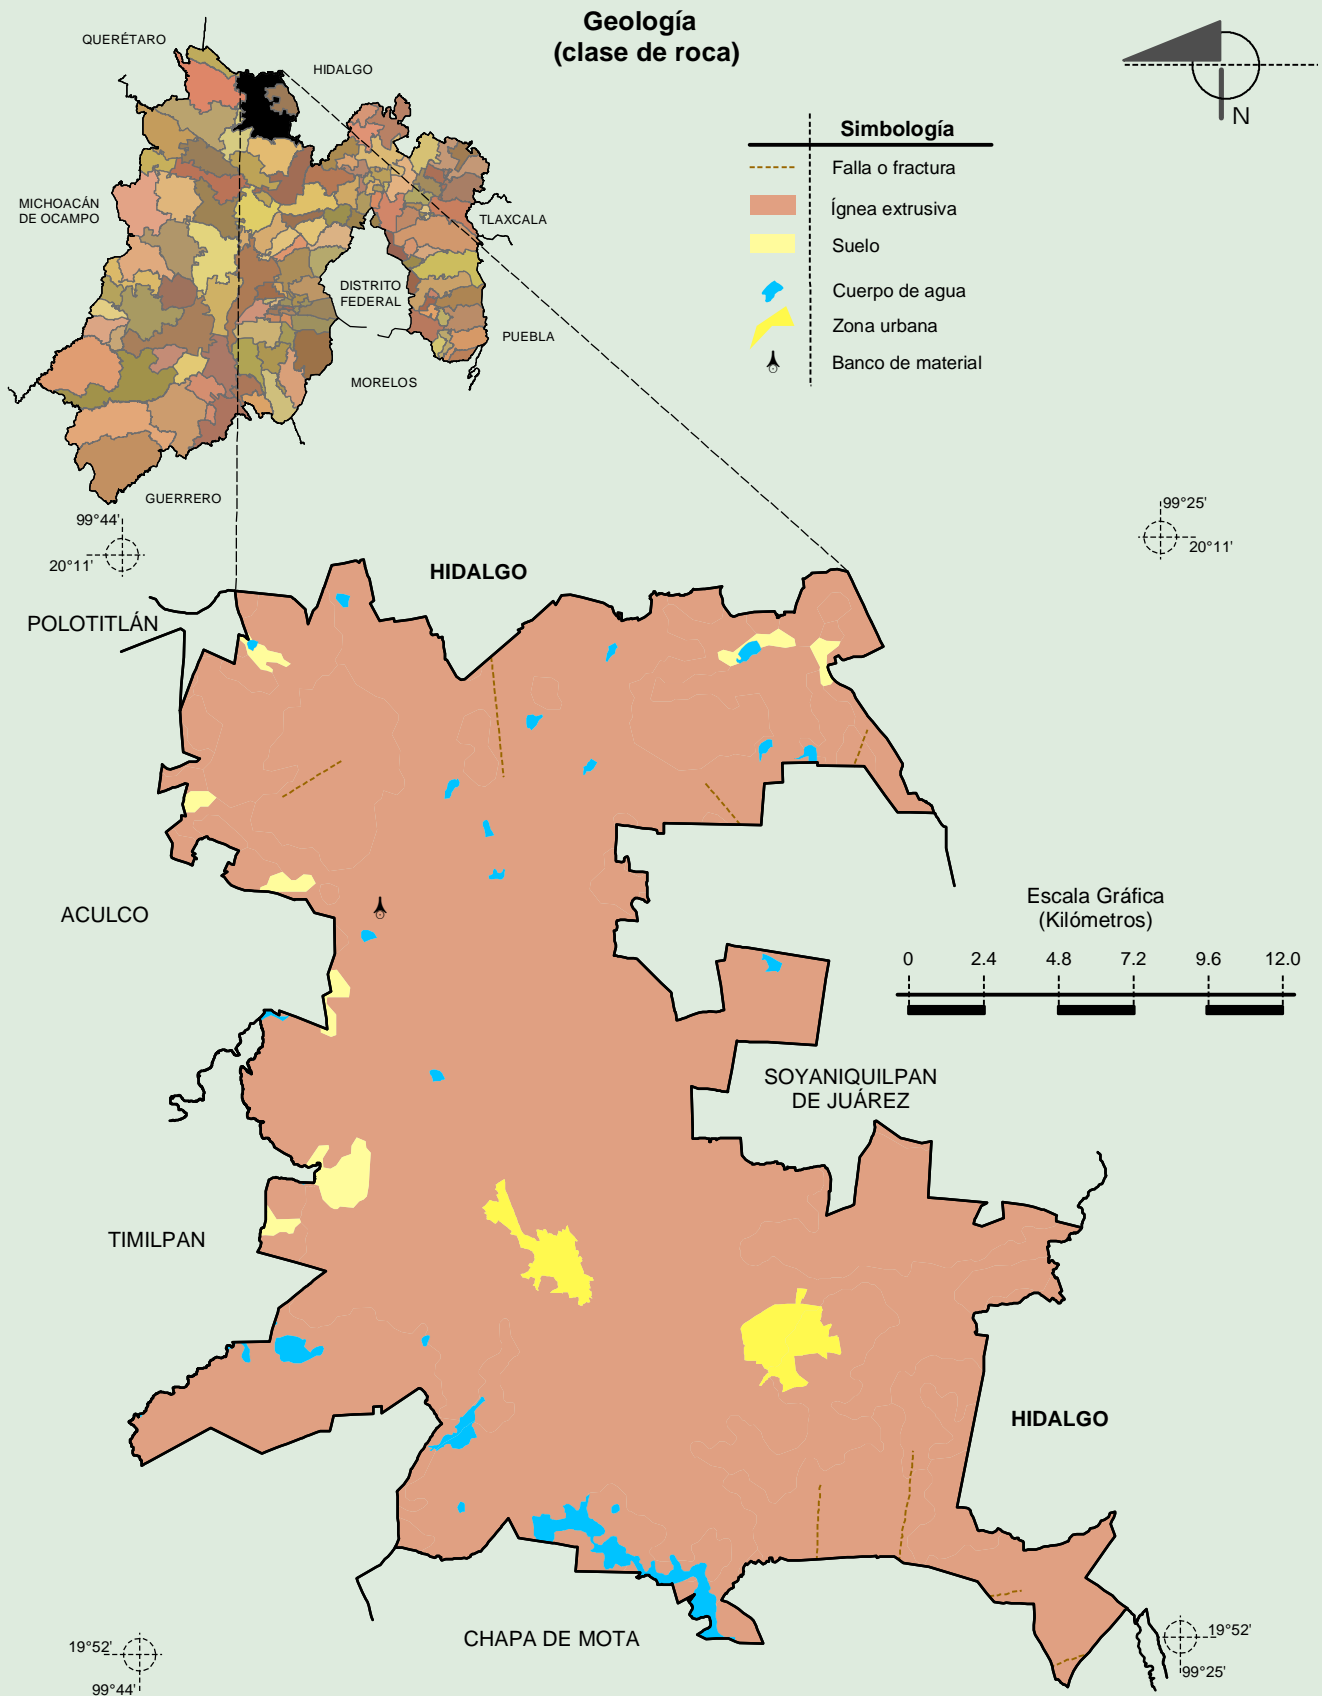 Geología
(clase de roca)
QUERÉTARO
HIDALGO
MICHOACÁN
DE OCAMPO
TLAXCALA
DISTRITO
FEDERAL
PUEBLA
MORELOS
GUERRERO
N
Simbología
Falla o fractura
Ígnea extrusiva
Suelo
Cuerpo de agua
Zona urbana
Banco de material
99°44'
20°11'
99°25'
20°11'
HIDALGO
POLOTITLÁN
ACULCO
Escala Gráfica
(Kilómetros)
0 2.4 4.8 7.2 9.6 12.0
SOYANIQUILPAN
DE JUÁREZ
TIMILPAN
HIDALGO
CHAPA DE MOTA
19°52'
99°44'
19°52'
99°25'